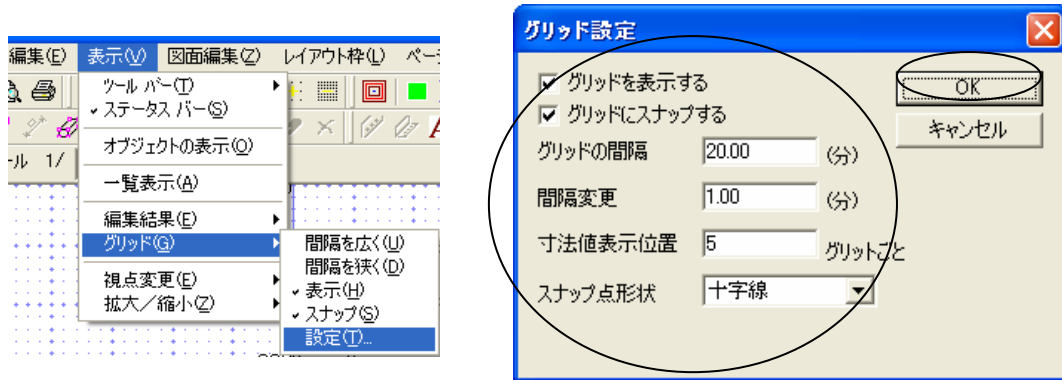 編集(E) 表示(V) 図面編集(Z) レイアウト枠(L)
ツール バー(T)
ステータス バー(S)
オブジェクトの表示(O)
1/
一覧表示(A)
編集結果(E)
グリッド(G)
視点変更(E)
拡大／縮小(Z)
間隔を広く(U)
間隔を狭く(D)
表示(H)
スナップ(S)
設定(T)...
グリッド設定
グリッドを表示する
グリッドにスナップする
グリッドの間隔 20.00 (分)
間隔変更 1.00 (分)
寸法値表示位置 5 グリットごと
スナップ点形状 十字線
OK
キャンセル